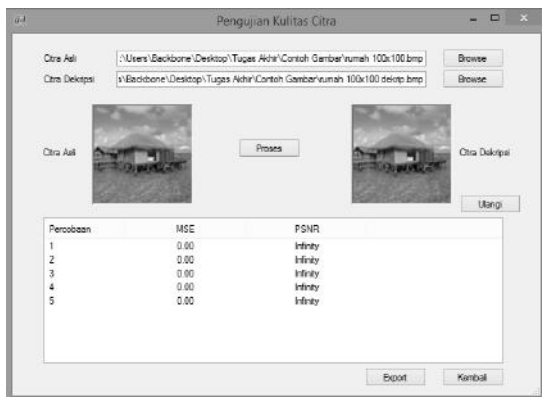 Pengujian Kulitas Citra
Citra Asli :\Users\Backbone\Desktop\Tugas Akhir\Contoh Gambar\rumah 100x100.bmp Browse
Citra Dekripsi s\Backbone\Desktop\Tugas Akhir\Contoh Gambar\rumah 100x100 dekrip.bmp Browse
Citra Asli Proses Citra Dekripsi
Ulangi
Percobaan MSE PSNR
1 0.00 Infinity
2 0.00 Infinity
3 0.00 Infinity
4 0.00 Infinity
5 0.00 Infinity
Export Kembali